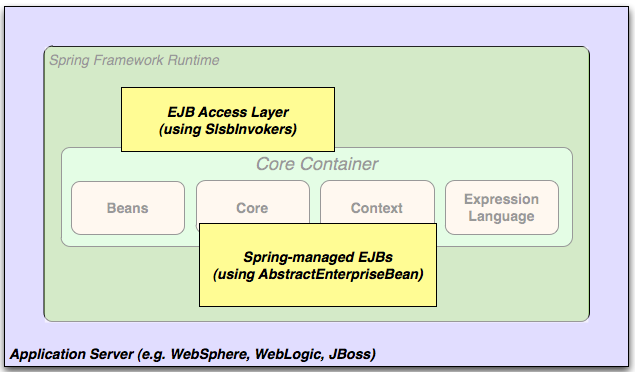 Spring Framework Runtime
EJB Access Layer
(using SlsbInvokers)
Core Container
Beans
Core
Context
Expression
Language
Spring-managed EJBs
(using AbstractEnterpriseBean)
Application Server (e.g. WebSphere, WebLogic, JBoss)